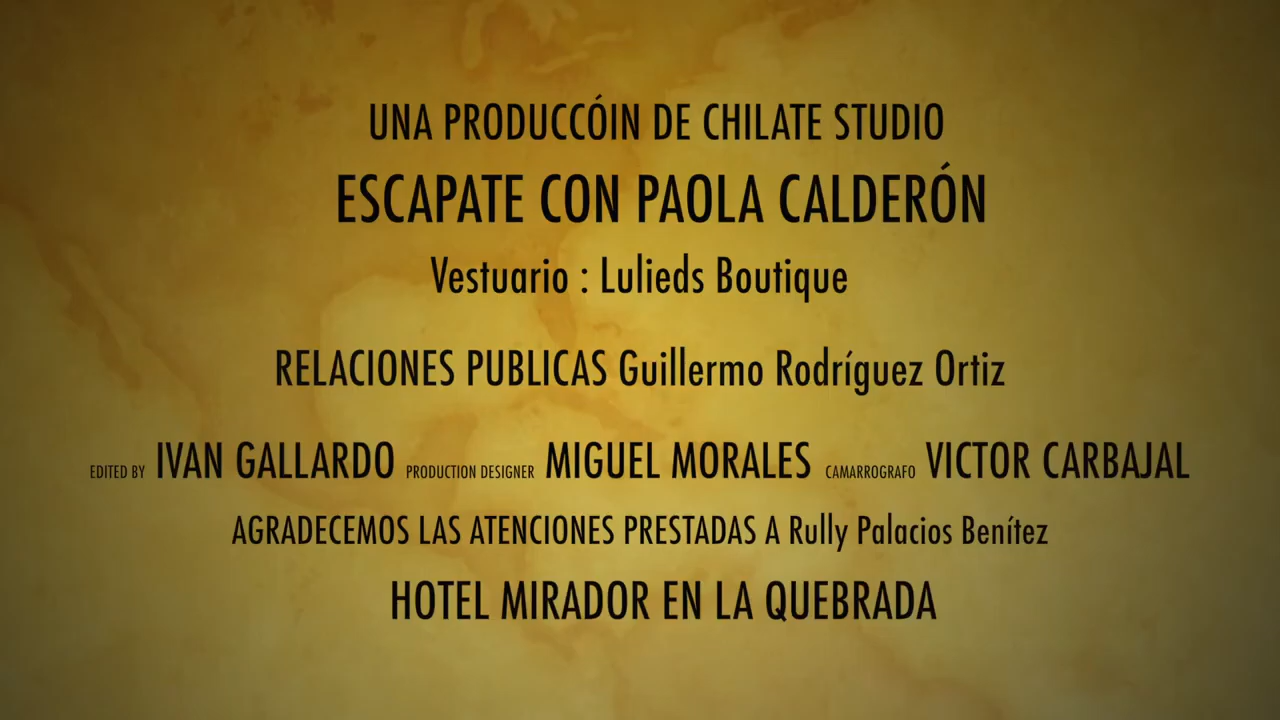 UNA PRODUCCÓIN DE CHILATE STUDIO
ESCAPATE CON PAOLA CALDERÓN
Vestuario : Lulieds Boutique
RELACIONES PUBLICAS Guillermo Rodríguez Ortiz
EDITED BY IVAN GALLARDO PRODUCTION DESIGNER MIGUEL MORALES CAMARROGRAFO VICTOR CARBAJAL
AGRADECEMOS LAS ATENCIONES PRESTADAS A Rully Palacios Benítez
HOTEL MIRADOR EN LA QUEBRADA